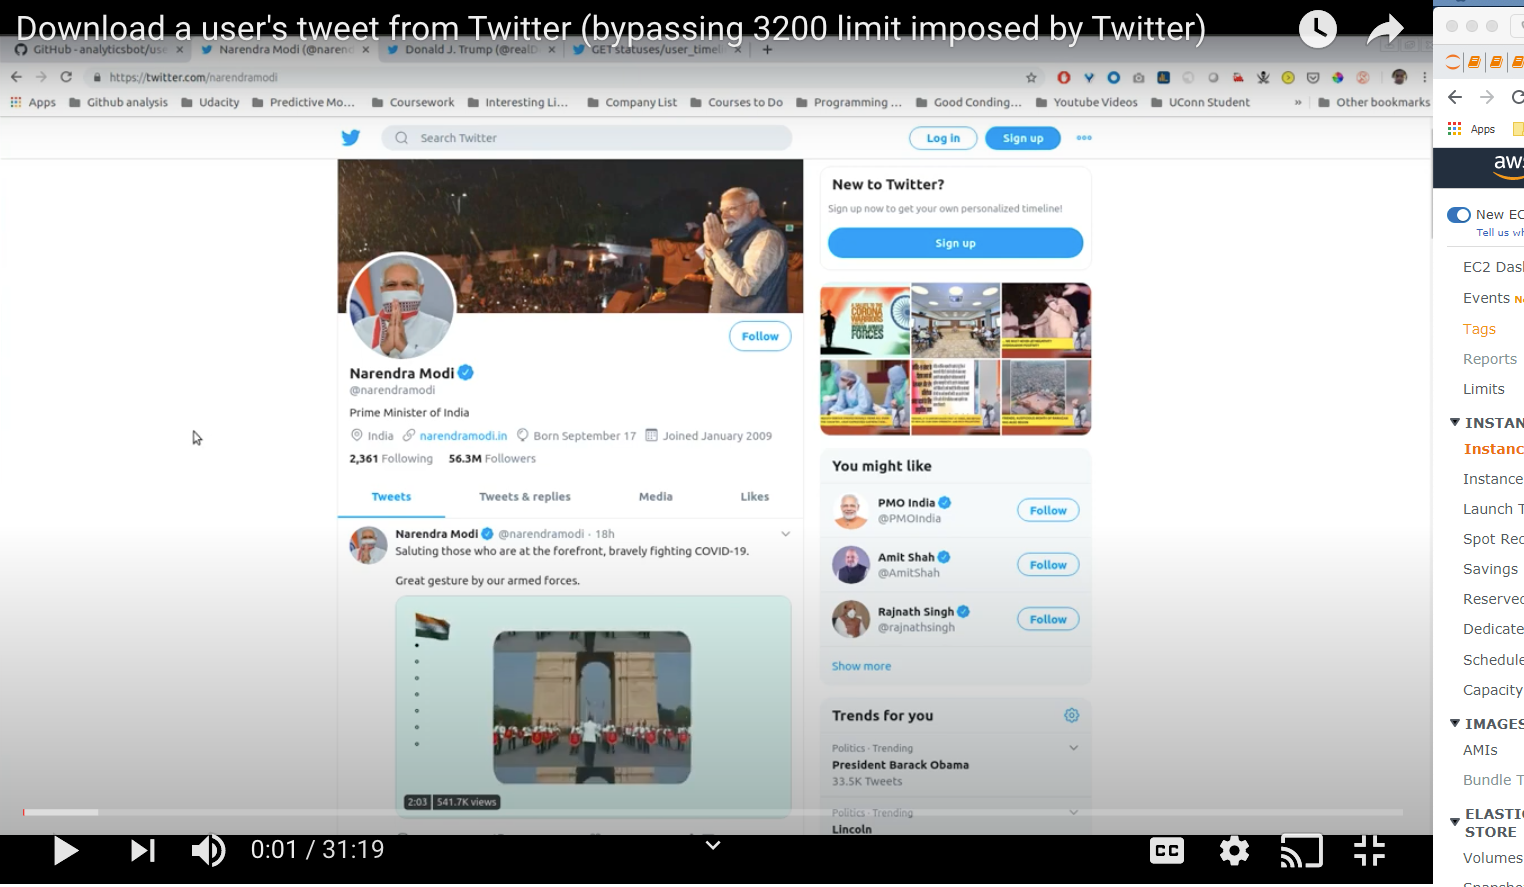 Download a user's tweet from Twitter (bypassing 3200 limit imposed by Twitter)
GitHub - analyticsbot/use
Narendra Modi (@narend
Donald J. Trump (@realD
GET statuses/user_timeli
https://twitter.com/narendramodi
Apps Github analysis Udacity Predictive Mo... Coursework Interesting Li... Company List Courses to Do Programming ... Good Conding... Youtube Videos UConn Student » Other bookmarks
Search Twitter
Log in
Sign up
Follow
Narendra Modi
@narendramodi
Prime Minister of India
India narendramodi.in Born September 17 Joined January 2009
2,361 Following 56.3M Followers
Tweets Tweets & replies Media Likes
Narendra Modi @narendramodi · 18h
Saluting those who are at the forefront, bravely fighting COVID-19.
Great gesture by our armed forces.
2:03 541.7K views
New to Twitter?
Sign up now to get your own personalized timeline!
Sign up
CORONA
WARRIORS
FORCES
You might like
PMO India
@PMOIndia
Follow
Amit Shah
@AmitShah
Follow
Rajnath Singh
@rajnathsingh
Follow
Show more
Trends for you
Politics · Trending
President Barack Obama
33.5K Tweets
Politics · Trending
Lincoln
0:01 / 31:19
CC
Apps
aws
New EC
Tell us wh
EC2 Das
Events
Tags
Reports
Limits
INSTAN
Instanc
Instance
Launch T
Spot Rec
Savings
Reserved
Dedicate
Schedule
Capacity
IMAGES
AMIs
Bundle T
ELASTIC
STORE
Volumes